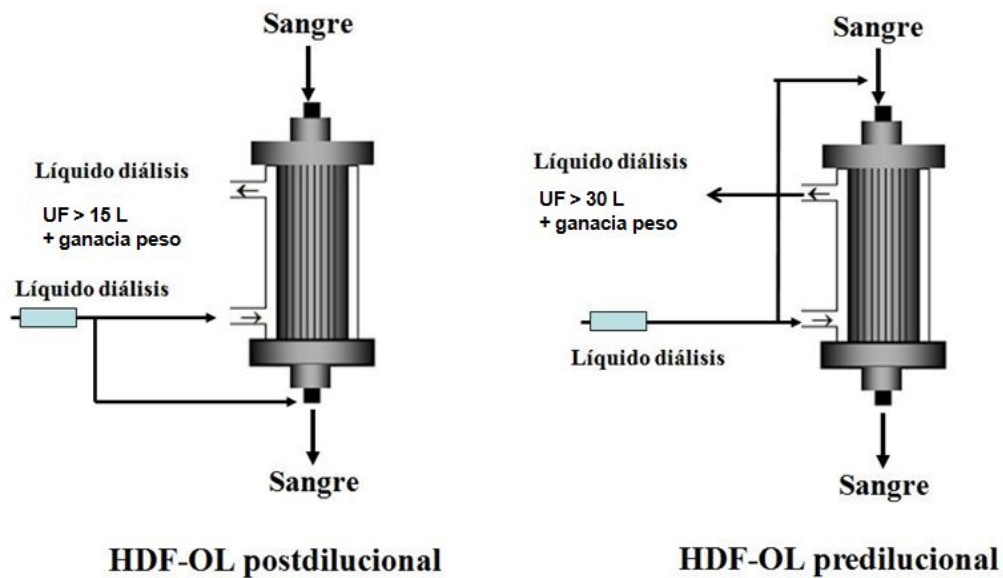 Sangre
Líquido diálisis
UF > 15 L
+ ganacia peso
Líquido diálisis
Sangre
HDF-OL postdilucional
Sangre
Líquido diálisis
UF > 30 L
+ ganacia peso
Líquido diálisis
Sangre
HDF-OL predilucional